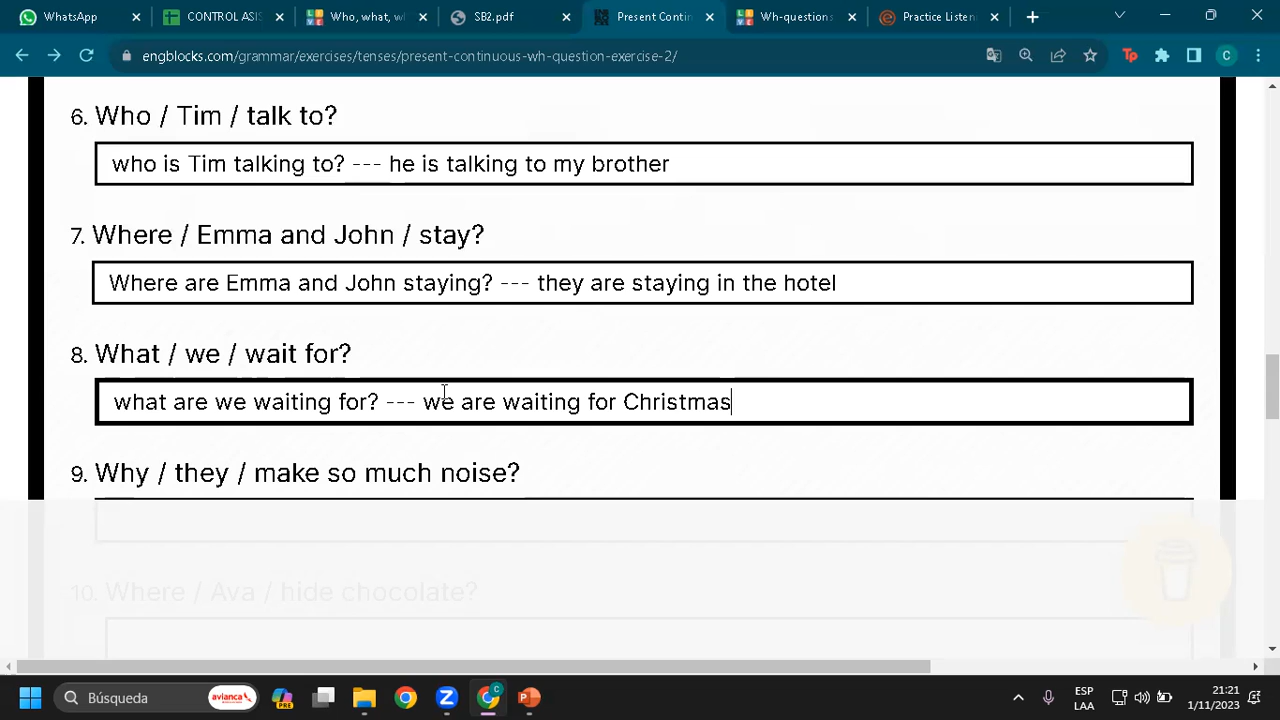 WhatsApp
CONTROL ASI
Who, what, w
SB2.pdf
Present Conti
Wh-questions
Practice Listen
engblocks.com/grammar/exercises/tenses/present-continuous-wh-question-exercise-2/
6. Who / Tim / talk to?
who is Tim talking to? --- he is talking to my brother
7. Where / Emma and John / stay?
Where are Emma and John staying? --- they are staying in the hotel
8. What / we / wait for?
what are we waiting for? --- we are waiting for Christmas
9. Why / they / make so much noise?
10. Where / Ava / hide chocolate?
Búsqueda
avianca
PRE
ESP
LAA
21:21
1/11/2023